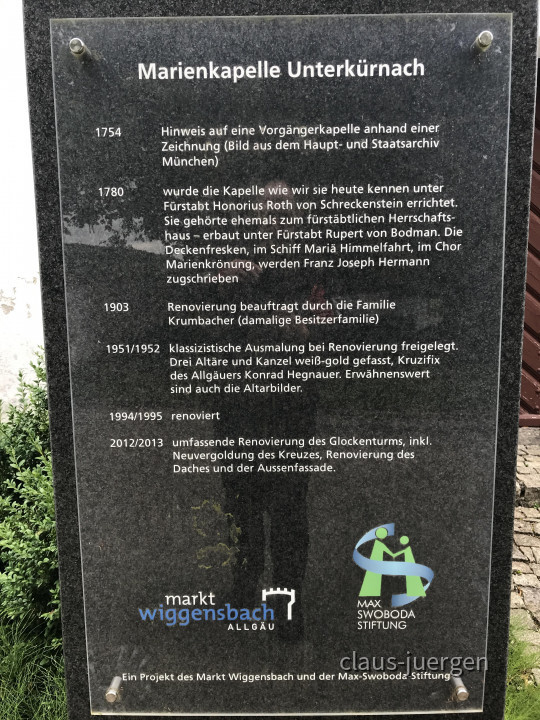 Marienkapelle Unterkürnach
1754 Hinweis auf eine Vorgängerkapelle anhand einer
Zeichnung (Bild aus dem Haupt- und Staatsarchiv
München)
1780 wurde die Kapelle wie wir sie heute kennen unter
Fürstabt Honorius Roth von Schreckenstein errichtet.
Sie gehörte ehemals zum fürstäbtlichen Herrschafts-
haus – erbaut unter Fürstabt Rupert von Bodman. Die
Deckenfresken, im Schiff Mariä Himmelfahrt, im Chor
Marienkrönung, werden Franz Joseph Hermann
zugschrieben
1903 Renovierung beauftragt durch die Familie
Krumbacher (damalige Besitzerfamilie)
1951/1952 klassizistische Ausmalung bei Renovierung freigelegt.
Drei Altäre und Kanzel weiß-gold gefasst, Kruzifix
des Allgäuers Konrad Hegnauer. Erwähnenswert
sind auch die Altarbilder.
1994/1995 renoviert
2012/2013 umfassende Renovierung des Glockenturms, inkl.
Neuvergoldung des Kreuzes, Renovierung des
Daches und der Aussenfassade.
markt
wiggensbach
ALLGÄU
MAX
SWOBODA
STIFTUNG
claus-juergen
Ein Projekt des Markt Wiggensbach und der Max-Swoboda Stiftung